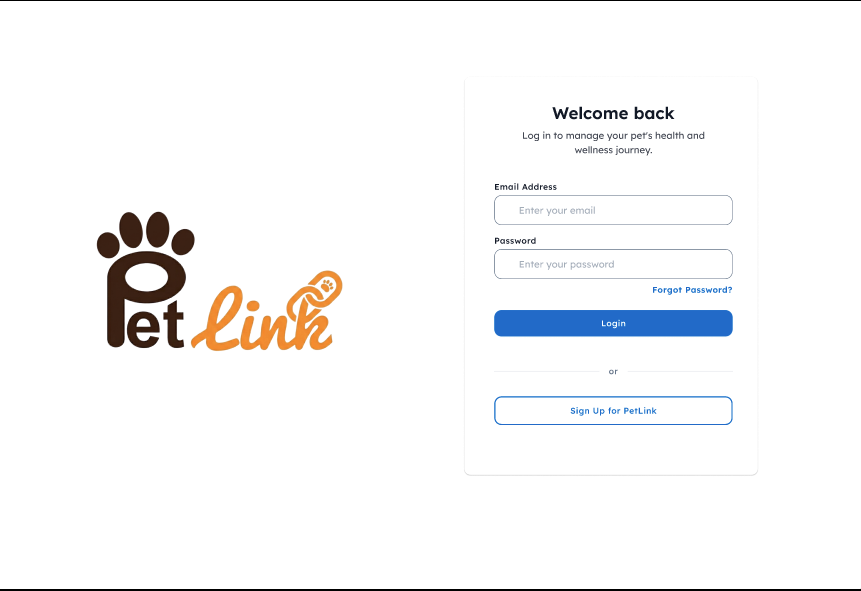 Pet Link
Welcome back
Log in to manage your pet's health and
wellness journey.
Email Address
Enter your email
Password
Enter your password
Forgot Password?
Login
or
Sign Up for PetLink